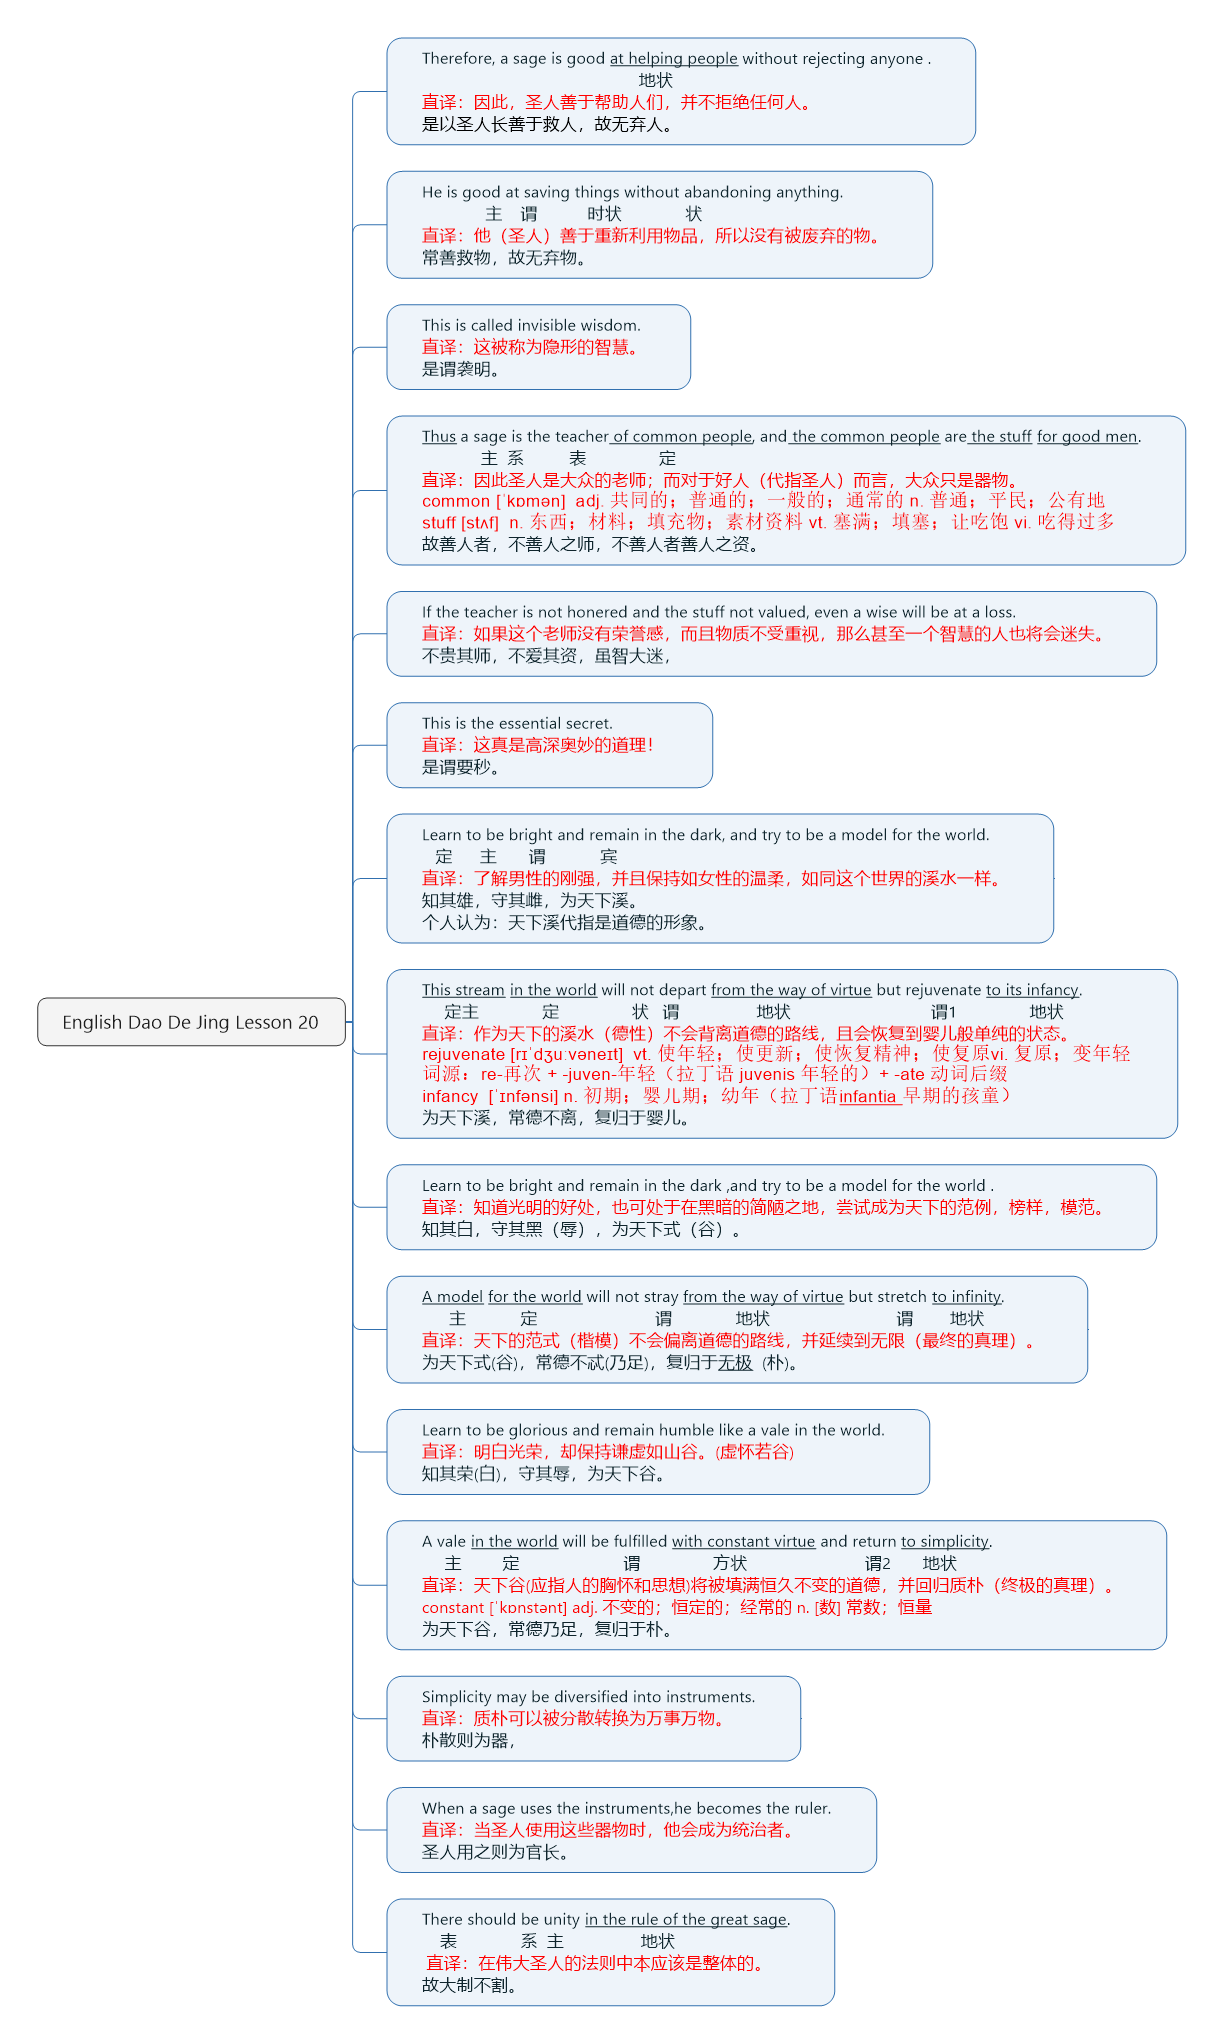 English Dao De Jing Lesson 20
Therefore, a sage is good at helping people without rejecting anyone .
地状
直译：因此，圣人善于帮助人们，并不拒绝任何人。
是以圣人长善于救人，故无弃人。
He is good at saving things without abandoning anything.
主 谓 时状 状
直译：他（圣人）善于重新利用物品，所以没有被废弃的物。
常善救物，故无弃物。
This is called invisible wisdom.
直译：这被称为隐形的智慧。
是谓袭明。
Thus a sage is the teacher of common people, and the common people are the stuff for good men.
主 系 表 定
直译：因此圣人是大众的老师；而对于好人（代指圣人）而言，大众只是器物。
common [ˈkɒmən] adj. 共同的；普通的；一般的；通常的 n. 普通；平民；公有地
stuff [stʌf] n. 东西；材料；填充物；素材资料 vt. 塞满；填塞；让吃饱 vi. 吃得过多
故善人者，不善人之师，不善人者善人之资。
If the teacher is not honered and the stuff not valued, even a wise will be at a loss.
直译：如果这个老师没有荣誉感，而且物质不受重视，那么甚至一个智慧的人也将会迷失。
不贵其师，不爱其资，虽智大迷，
This is the essential secret.
直译：这真是高深奥妙的道理！
是谓要秒。
Learn to be bright and remain in the dark, and try to be a model for the world.
定 主 谓 宾
直译：了解男性的刚强，并且保持如女性的温柔，如同这个世界的溪水一样。
知其雄，守其雌，为天下溪。
个人认为：天下溪代指是道德的形象。
This stream in the world will not depart from the way of virtue but rejuvenate to its infancy.
定主 定 状 谓 地状 谓1 地状
直译：作为天下的溪水（德性）不会背离道德的路线，且会恢复到婴儿般单纯的状态。
rejuvenate [rɪˈdʒuːvəneɪt] vt. 使年轻；使更新；使恢复精神；使复原vi. 复原；变年轻
词源：re-再次 + -juven-年轻（拉丁语 juvenis 年轻的）+ -ate 动词后缀
infancy [ˈɪnfənsi] n. 初期；婴儿期；幼年（拉丁语infantia 早期的孩童）
为天下溪，常德不离，复归于婴儿。
Learn to be bright and remain in the dark ,and try to be a model for the world .
直译：知道光明的好处，也可处于在黑暗的简陋之地，尝试成为天下的范例，榜样，模范。
知其白，守其黑（辱），为天下式（谷）。
A model for the world will not stray from the way of virtue but stretch to infinity.
主 定 谓 地状 谓 地状
直译：天下的范式（楷模）不会偏离道德的路线，并延续到无限（最终的真理）。
为天下式(谷)，常德不忒(乃足)，复归于无极 (朴)。
Learn to be glorious and remain humble like a vale in the world.
直译：明白光荣，却保持谦虚如山谷。(虚怀若谷)
知其荣(白)，守其辱，为天下谷。
A vale in the world will be fulfilled with constant virtue and return to simplicity.
主 定 谓 方状 谓2 地状
直译：天下谷(应指人的胸怀和思想)将被填满恒久不变的道德，并回归质朴（终极的真理）。
constant [ˈkɒnstənt] adj. 不变的；恒定的；经常的 n. [数] 常数；恒量
为天下谷，常德乃足，复归于朴。
Simplicity may be diversified into instruments.
直译：质朴可以被分散转换为万事万物。
朴散则为器，
When a sage uses the instruments,he becomes the ruler.
直译：当圣人使用这些器物时，他会成为统治者。
圣人用之则为官长。
There should be unity in the rule of the great sage.
表 系 主 地状
直译：在伟大圣人的法则中本应该是整体的。
故大制不割。